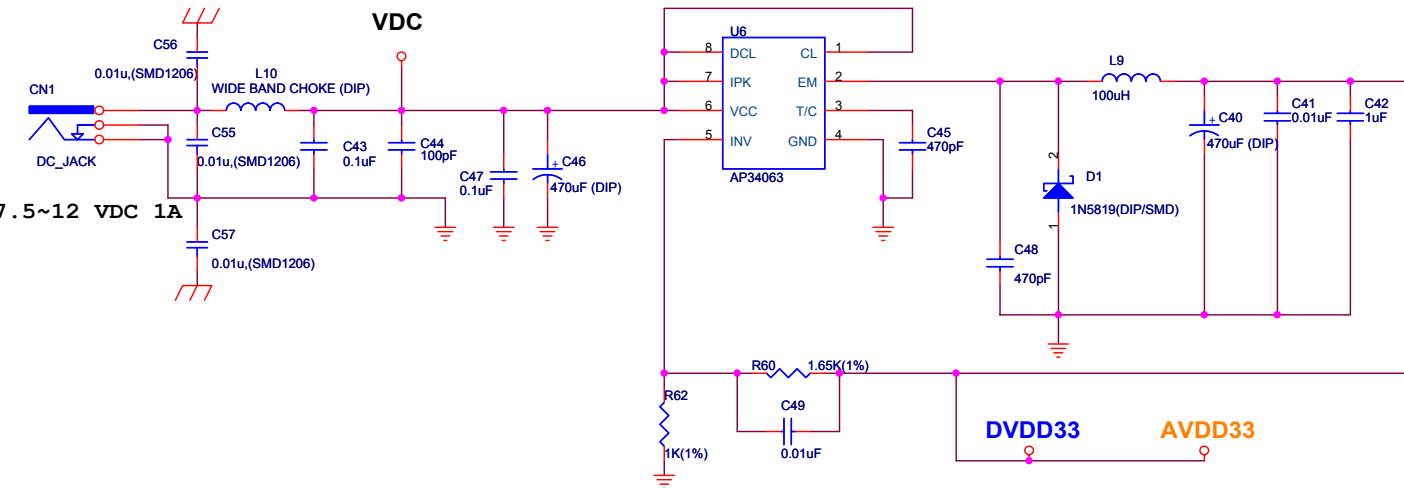 VDC
C56
0.01u,(SMD1206)
L10
WIDE BAND CHOKE (DIP)
CN1
DC_JACK
C55
0.01u,(SMD1206)
C43
0.1uF
C44
100pF
C47
0.1uF
C46
+
470uF (DIP)
7.5~12 VDC 1A
C57
0.01u,(SMD1206)
U6
8 DCL CL 1
7 IPK EM 2
6 VCC T/C 3
5 INV GND 4
AP34063
C45
470pF
L9
100uH
C40
+
470uF (DIP)
C41
0.01uF
C42
1uF
2
D1
1N5819(DIP/SMD)
1
C48
470pF
R60 1.65K(1%)
R62
1K(1%)
C49
0.01uF
DVDD33
AVDD33